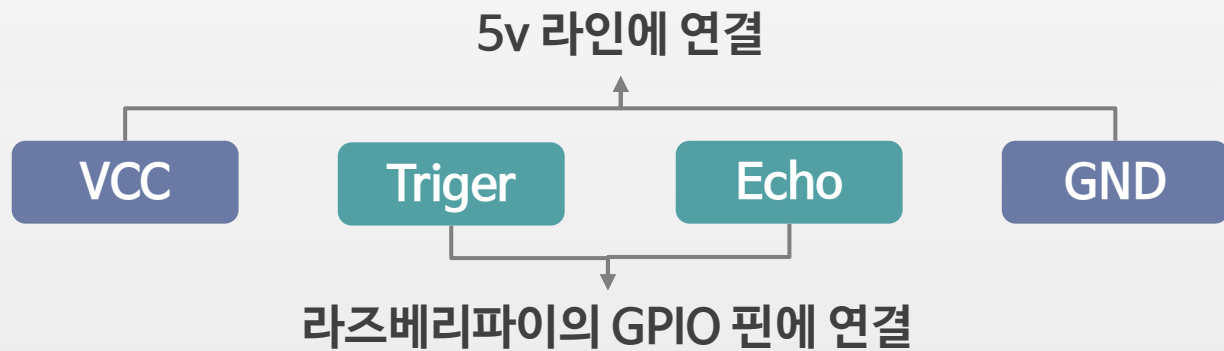 5v 라인에 연결
VCC Triger Echo GND
라즈베리파이의 GPIO 핀에 연결